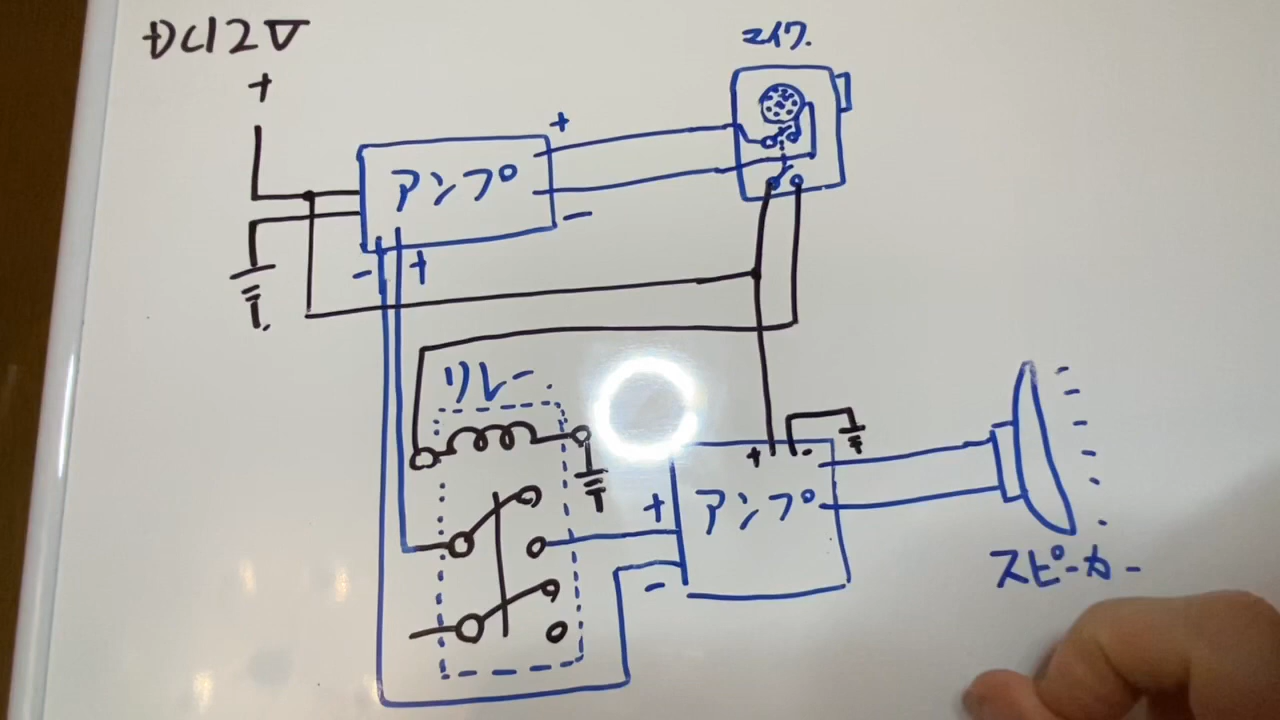 DC12V
+
マイク.
+
アンプ
-
- +
リレー
+ -
+
アンプ
-
スピーカー